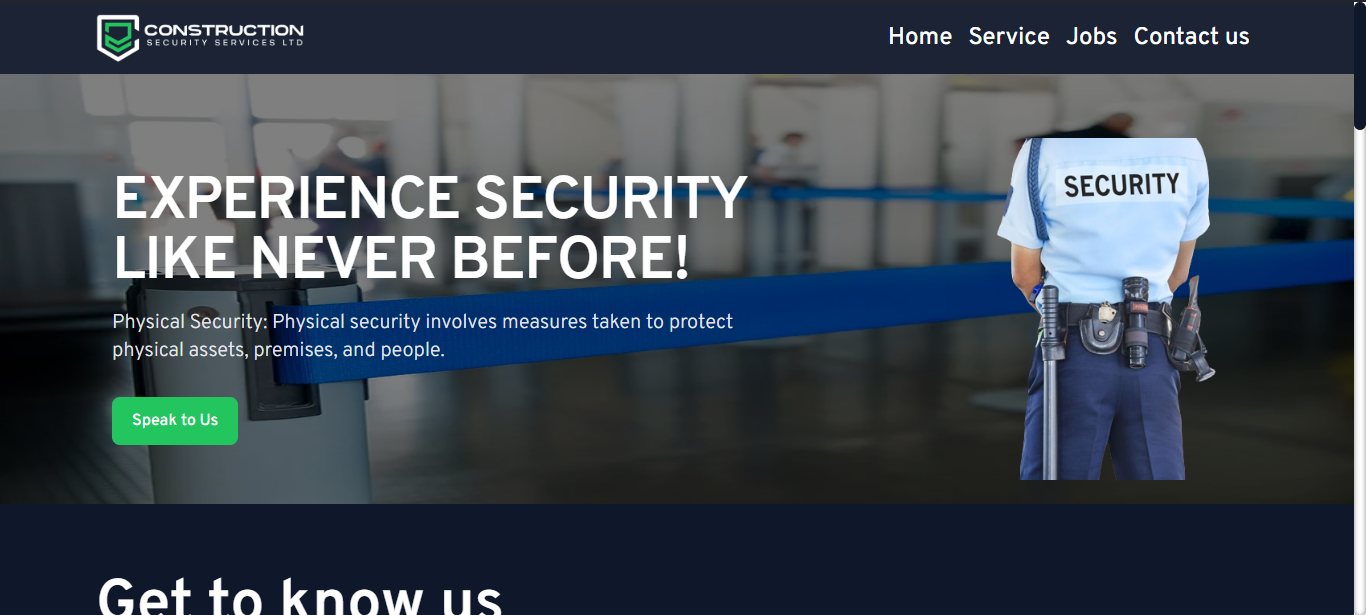 CONSTRUCTION
SECURITY SERVICES LTD
Home Service Jobs Contact us
EXPERIENCE SECURITY
LIKE NEVER BEFORE!
SECURITY
Physical Security: Physical security involves measures taken to protect
physical assets, premises, and people.
Speak to Us
Get to know us